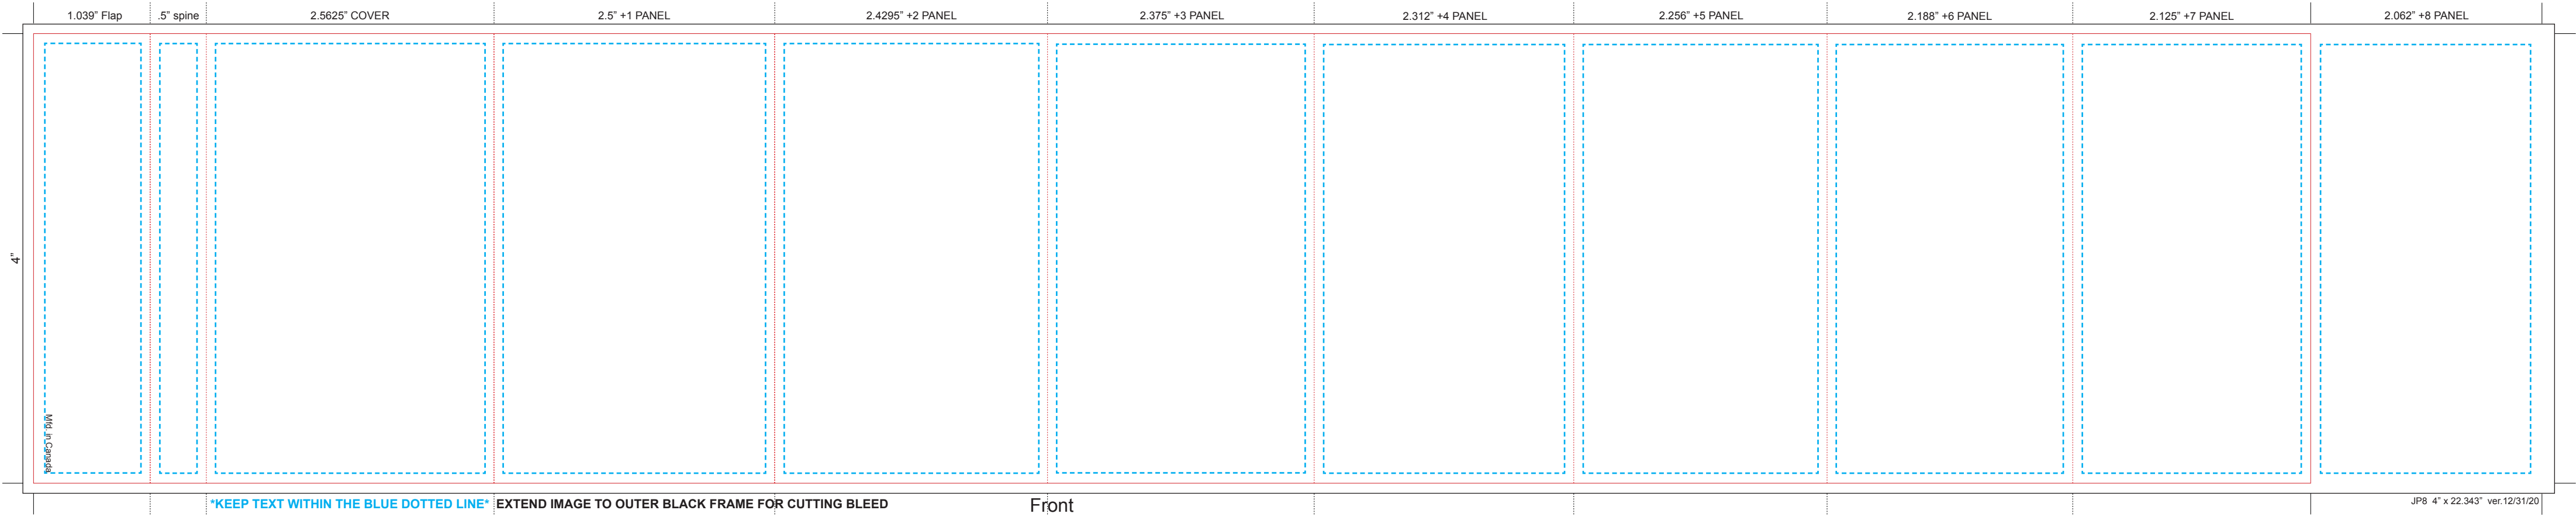 1.039” Flap
.5” spine
2.5625” COVER
2.5” +1 PANEL
2.4295” +2 PANEL
2.375” +3 PANEL
2.312” +4 PANEL
2.256” +5 PANEL
2.188” +6 PANEL
2.125” +7 PANEL
2.062” +8 PANEL
4”
Mfd. in Canada
*KEEP TEXT WITHIN THE BLUE DOTTED LINE* EXTEND IMAGE TO OUTER BLACK FRAME FOR CUTTING BLEED
Front
JP8 4” x 22.343” ver.12/31/20